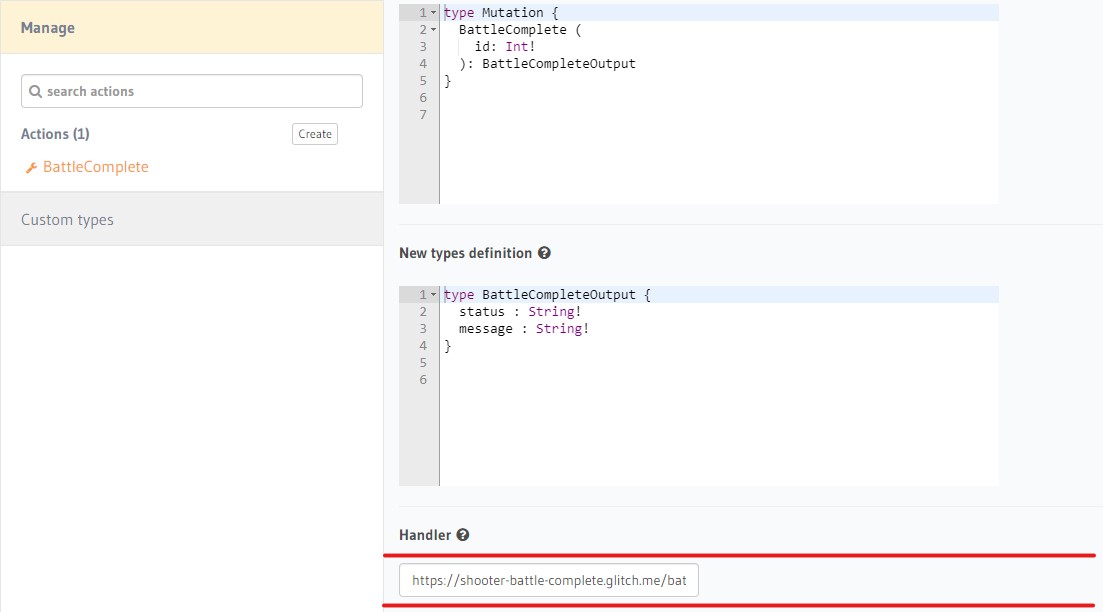 Manage
search actions
Actions (1)
Create
BattleComplete
Custom types
1 type Mutation {
2 BattleComplete (
3 id: Int!
4 ): BattleCompleteOutput
5 }
6
7
New types definition
1 type BattleCompleteOutput {
2 status : String!
3 message : String!
4 }
5
6
Handler
https://shooter-battle-complete.glitch.me/bat